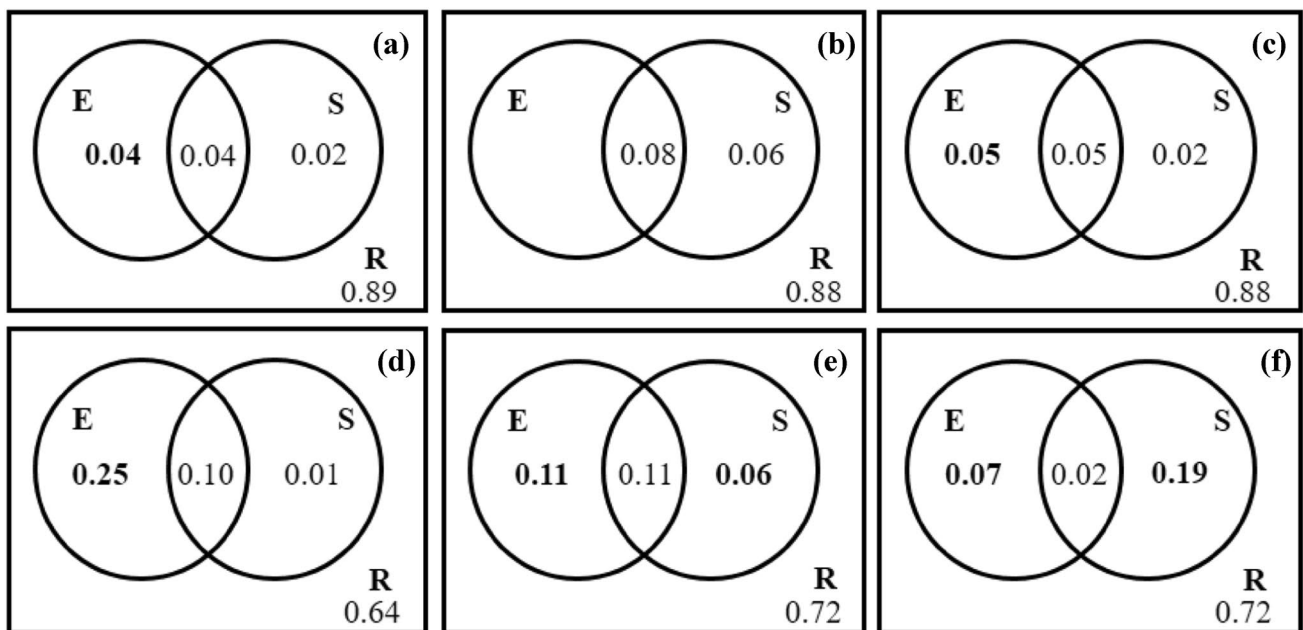 (a)
E
S
0.04 0.04 0.02
R
0.89
(b)
E
S
0.08 0.06
R
0.88
(c)
E
S
0.05 0.05 0.02
R
0.88
(d)
E
S
0.25 0.10 0.01
R
0.64
(e)
E
S
0.11 0.11 0.06
R
0.72
(f)
E
S
0.07 0.02 0.19
R
0.72